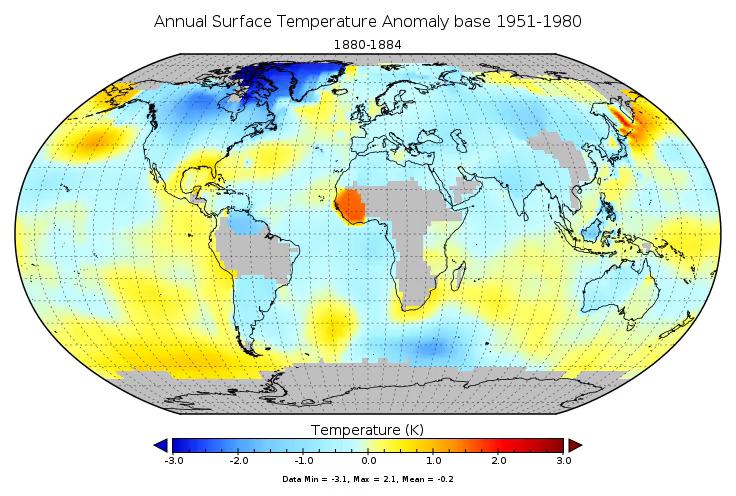 Annual Surface Temperature Anomaly base 1951-1980
1880-1884
Temperature (K)
-3.0 -2.0 -1.0 0.0 1.0 2.0 3.0
Data Min = -3.1, Max = 2.1, Mean = -0.2